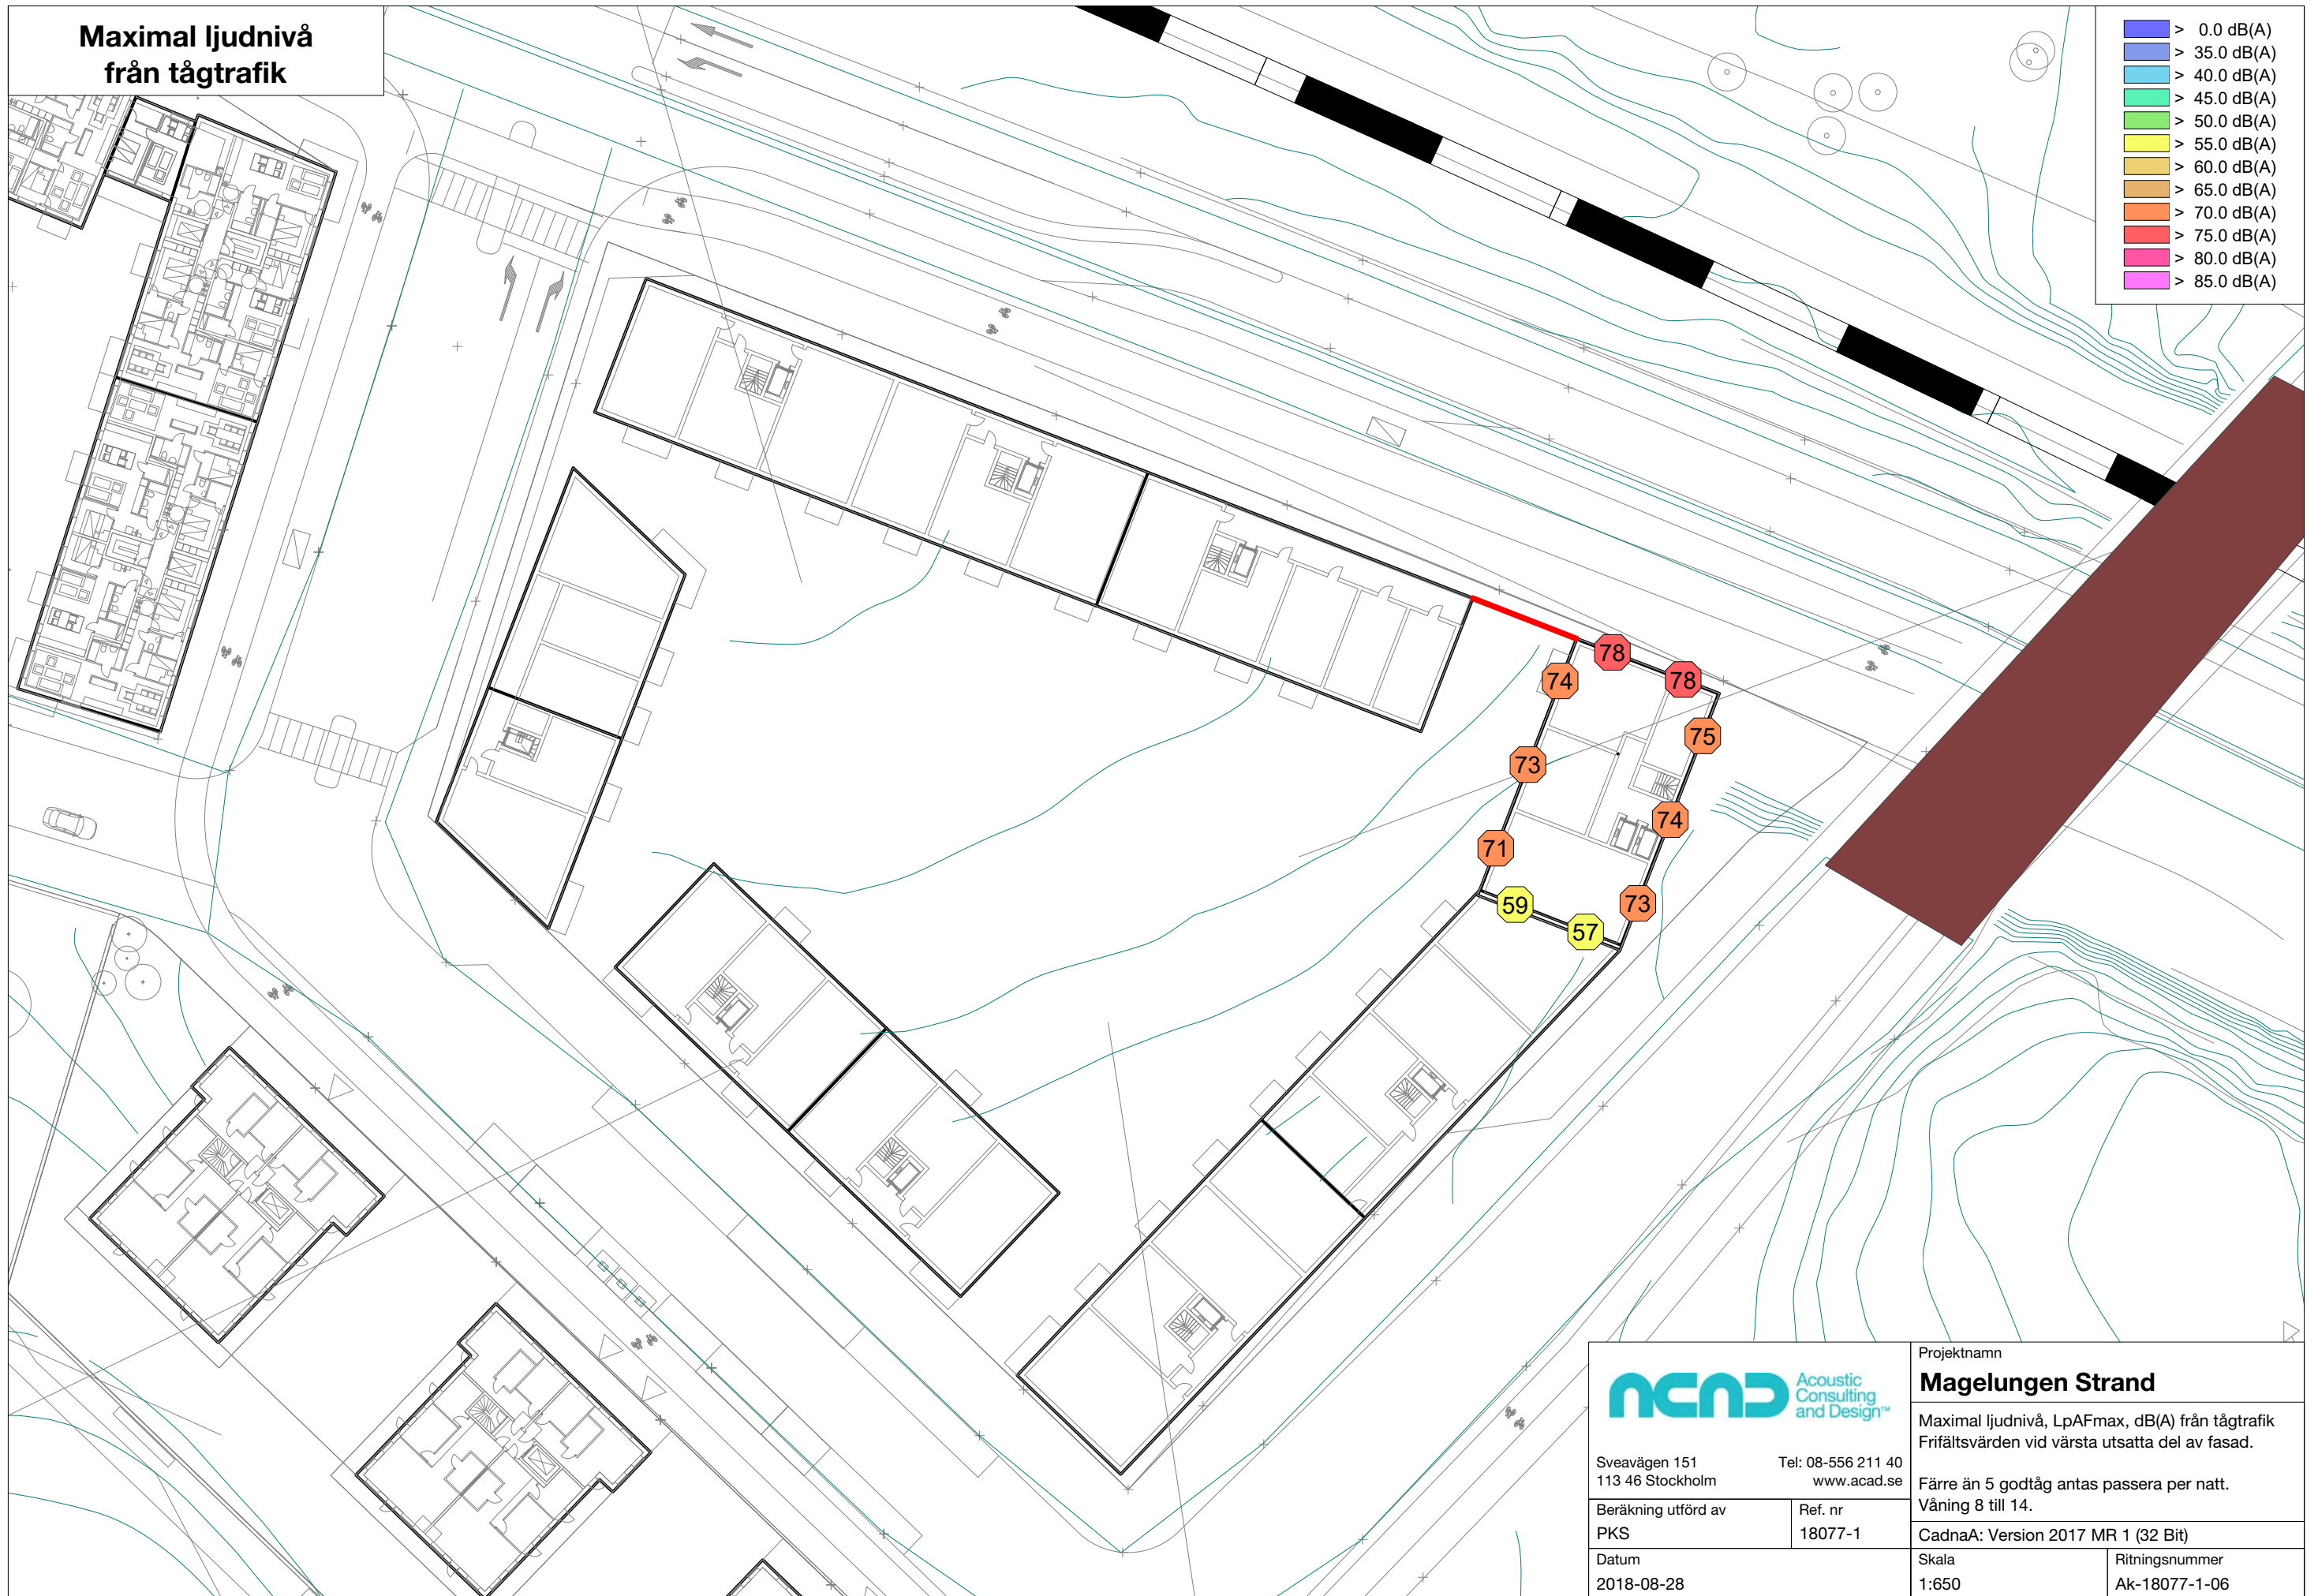 Maximal ljudnivå
från tågtrafik
> 0.0 dB(A)
> 35.0 dB(A)
> 40.0 dB(A)
> 45.0 dB(A)
> 50.0 dB(A)
> 55.0 dB(A)
> 60.0 dB(A)
> 65.0 dB(A)
> 70.0 dB(A)
> 75.0 dB(A)
> 80.0 dB(A)
> 85.0 dB(A)
78
74
78
75
73
74
71
59
73
57
acad
Acoustic
Consulting
and Design™
Sveavägen 151
Tel: 08-556 211 40
113 46 Stockholm
www.acad.se
Beräkning utförd av
PKS
Ref. nr
18077-1
Datum
2018-08-28
Projektnamn
Magelungen Strand
Maximal ljudnivå, LpAFmax, dB(A) från tågtrafik
Frifältsvärden vid värsta utsatta del av fasad.
Färre än 5 godtåg antas passera per natt.
Våning 8 till 14.
CadnaA: Version 2017 MR 1 (32 Bit)
Skala
1:650
Ritningsnummer
Ak-18077-1-06